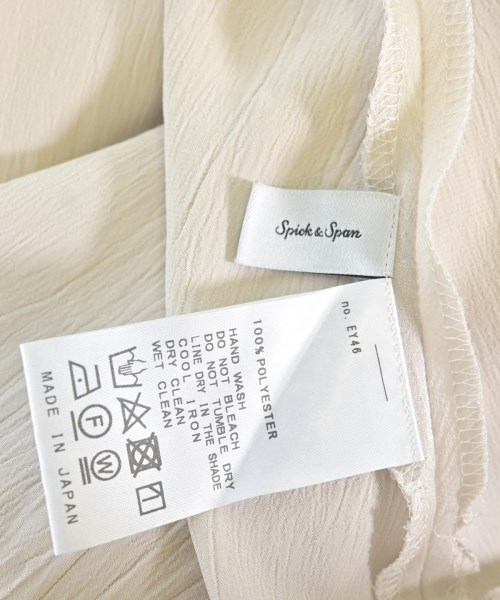 Spick & Span
no. EY46
100% POLYESTER
HAND WASH
DO NOT BLEACH
DO NOT TUMBLE DRY
LINE DRY IN THE SHADE
COOL IRON
DRY CLEAN
WET CLEAN
F
W
MADE IN JAPAN